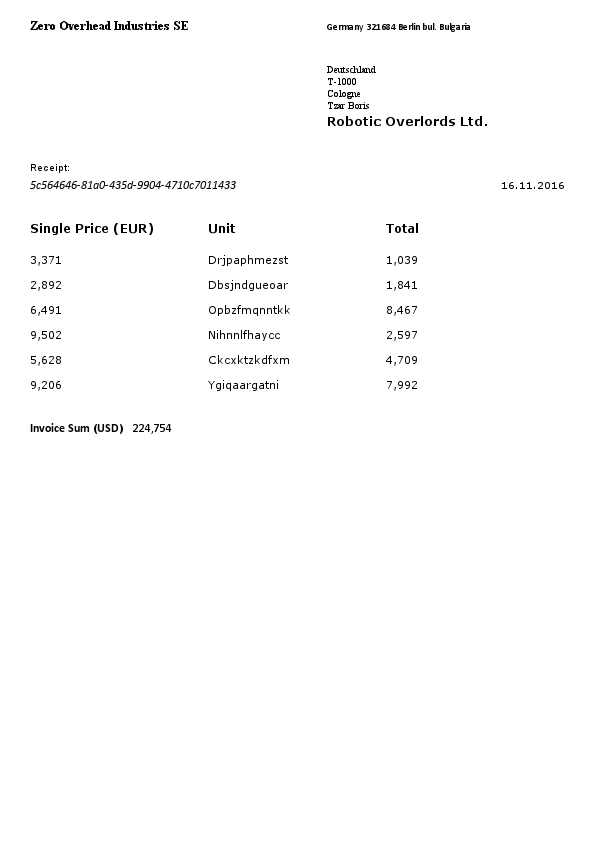 Zero Overhead Industries SE
Germany 321684 Berlin bul. Bulgaria
Deutschland
T-1000
Cologne
Tzar Boris
Robotic Overlords Ltd.
Receipt:
5c564646-81a0-435d-9904-4710c7011433 16.11.2016
Single Price (EUR) Unit Total
3,371 Drjpaphmezst 1,039
2,892 Dbsjndgueoar 1,841
6,491 Opbzfmqnntkk 8,467
9,502 Nihnnlfhaycc 2,597
5,628 Ckcxktzkdfxm 4,709
9,206 Ygiqaargatni 7,992
Invoice Sum (USD) 224,754